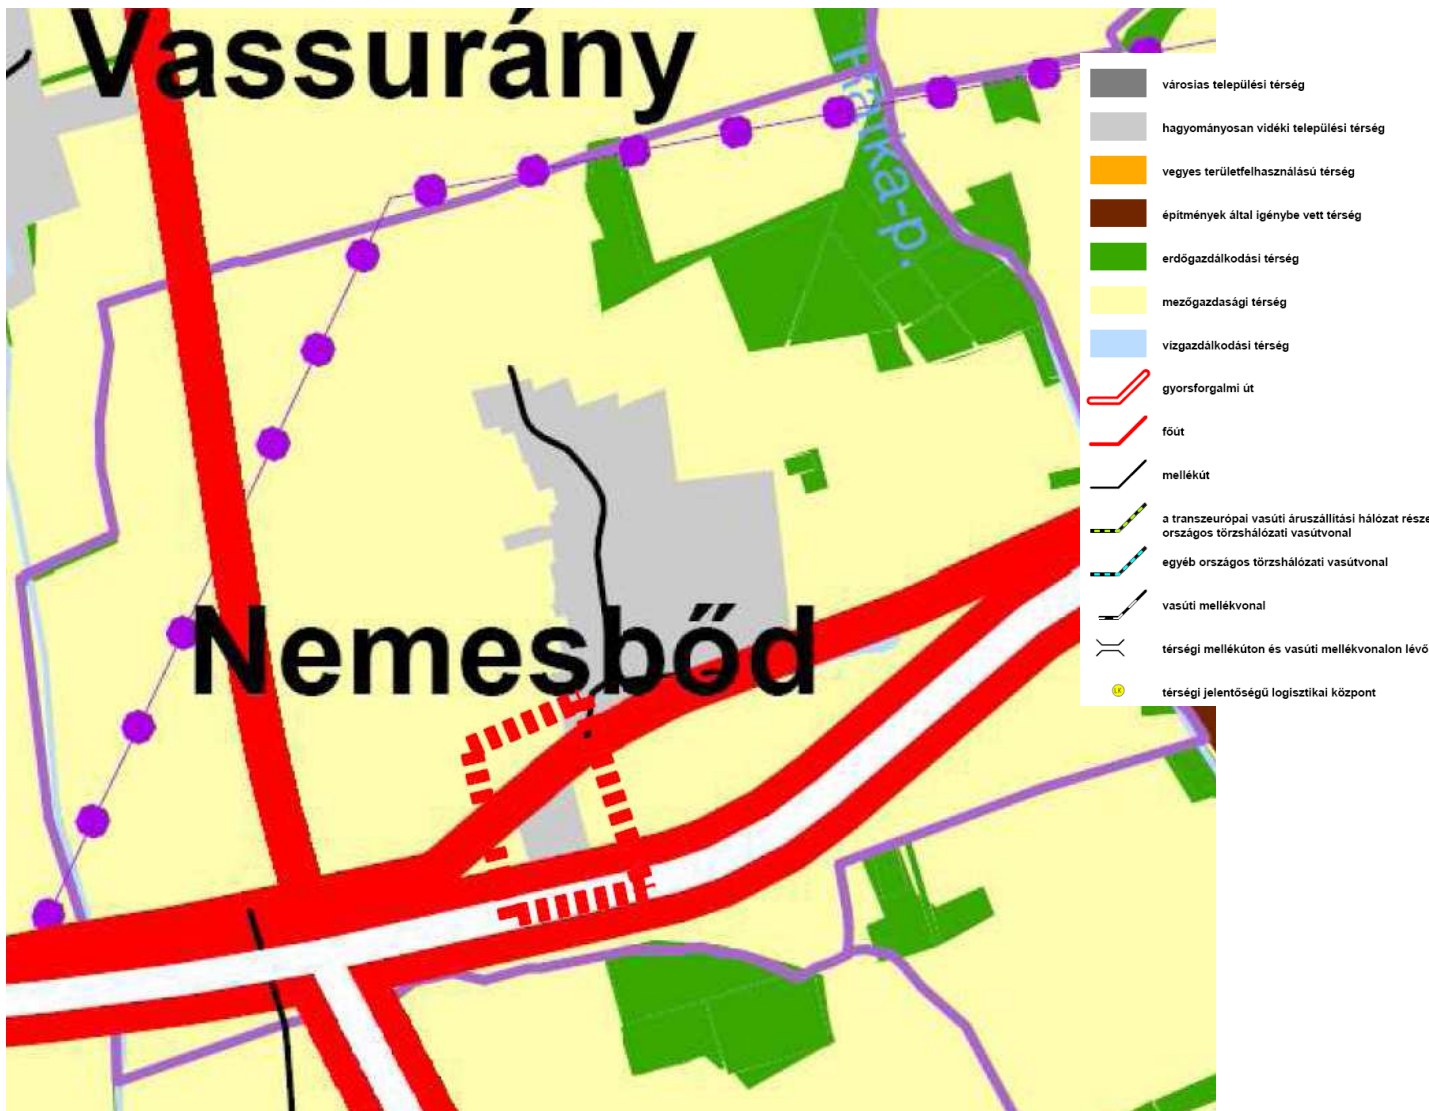 Vassurány
Harka-p.
Nemesbőd
városias települési térség
hagyományosan vidéki települési térség
vegyes területfelhasználású térség
építmények által igénybe vett térség
erdőgazdálkodási térség
mezőgazdasági térség
vízgazdálkodási térség
gyorsforgalmi út
főút
mellékút
a transzeurópai vasúti áruszállítási hálózat része
országos törzshálózati vasútvonal
egyéb országos törzshálózati vasútvonal
vasúti mellékvonal
térségi mellékúton és vasúti mellékvonalon lévő
LK
térségi jelentőségű logisztikai központ